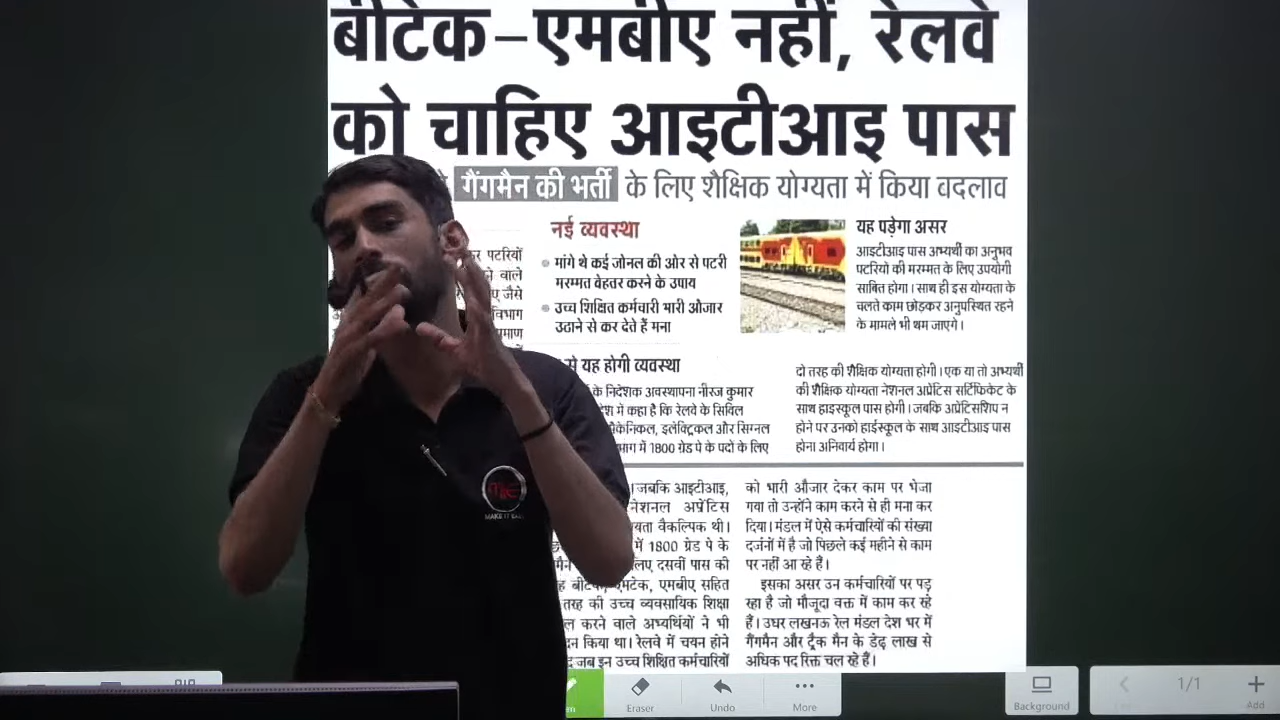 बीटेक-एमबीए नहीं, रेलवे
को चाहिए आइटीआइ पास
गैंगमैन की भर्ती के लिए शैक्षिक योग्यता में किया बदलाव
पटरियों
वाले
जैसे
विभाग
नई व्यवस्था
मांगे थे कई जोनल की ओर से पटरी
मरम्मत बेहतर करने के उपाय
उच्च शिक्षित कर्मचारी भारी औजार
उठाने से कर देते हैं मना
यह पड़ेगा असर
आइटीआइ पास अभ्यर्थी का अनुभव
पटरियो की मरम्मत के लिए उपयोगी
साबित होगा। साथ ही इस योग्यता के
चलते काम छोड़कर अनुपस्थित रहने
के मामले भी थम जाएगे।
से यह होगी व्यवस्था
के निदेशक अवस्थापना नीरज कुमार
में कहा है कि रेलवे के सिविल
इलेक्ट्रिकल और सिग्नल
में 1800 ग्रेड पे के पदों के लिए
दो तरह की शैक्षिक योग्यता होगी। एक या तो अभ्यर्थी
की शैक्षिक योग्यता नेशनल अप्रेंटिस सर्टिफिकेट के
साथ हाइस्कूल पास होगी। जबकि अप्रेंटिसशिप न
होने पर उनको हाईस्कूल के साथ आइटीआइ पास
होना अनिवार्य होगा।
। जबकि आइटीआइ,
नेशनल अप्रेंटिस
वैकल्पिक थी।
में 1800 ग्रेड पे के
दसवीं पास की
एमटेक, एमबीए सहित
तरह की उच्च व्यवसायिक शिक्षा
करने वाले अभ्यर्थियों ने भी
किया था। रेलवे में चयन होने
जब इन उच्च शिक्षित कर्मचारियों
को भारी औजार देकर काम पर भेजा
गया तो उन्होंने काम करने से ही मना कर
दिया। मंडल में ऐसे कर्मचारियों की संख्या
दर्जनों में है जो पिछले कई महीने से काम
पर नहीं आ रहे हैं।
इसका असर उन कर्मचारियों पर पड़
रहा है जो मौजूदा वक्त में काम कर रहे
हैं। उधर लखनऊ रेल मंडल देश भर में
गैंगमैन और ट्रैक मैन के डेढ़ लाख से
अधिक पद रिक्त चल रहे हैं।
MAKE IT
Eraser
Undo
More
Background
1/1
Add